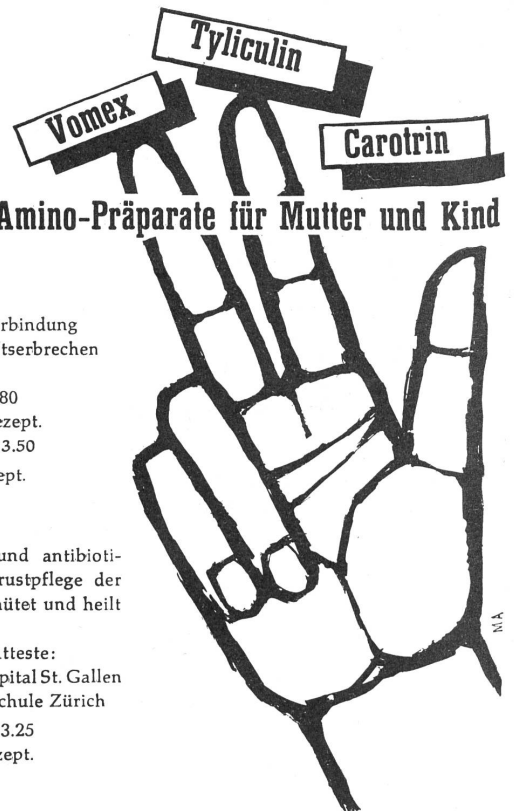 Tyliculin
Vomex
Carotrin
Amino-Präparate für Mutter und Kind
rbindung
tserbrechen
80
ezept.
3.50
ept.
und antibioti-
rustpflege der
hütet und heilt
tteste:
pital St. Gallen
chule Zürich
3.25
zept.
MA